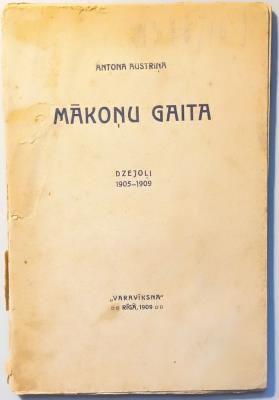 ANTONA AUSTRIŅA
MĀKOŅU GAITA
DZEJOĻI
1905–1909
„VARAVĪKSNA"
RĪGĀ, 1909